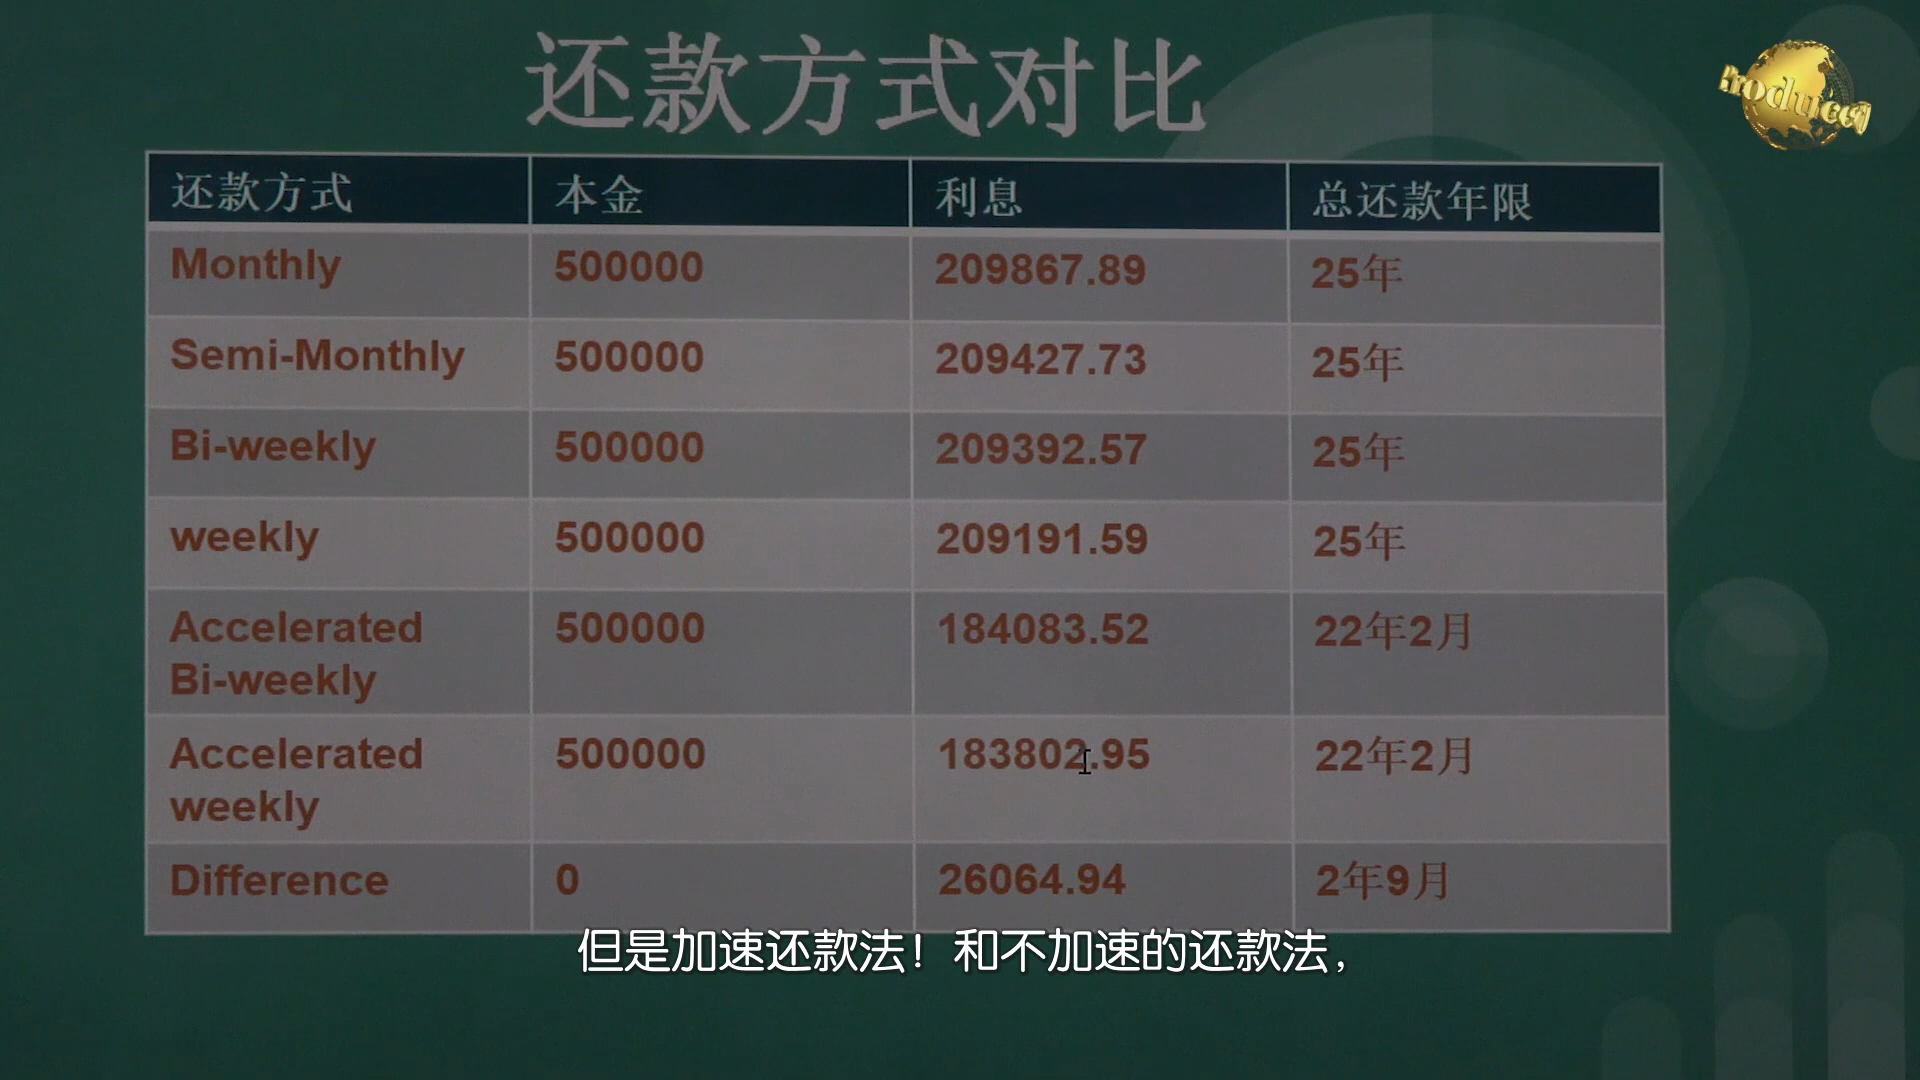 还款方式对比
还款方式 本金 利息 总还款年限
Monthly 500000 209867.89 25年
Semi-Monthly 500000 209427.73 25年
Bi-weekly 500000 209392.57 25年
weekly 500000 209191.59 25年
Accelerated Bi-weekly 500000 184083.52 22年2月
Accelerated weekly 500000 183802.95 22年2月
Difference 0 26064.94 2年9月
但是加速还款法！和不加速的还款法，